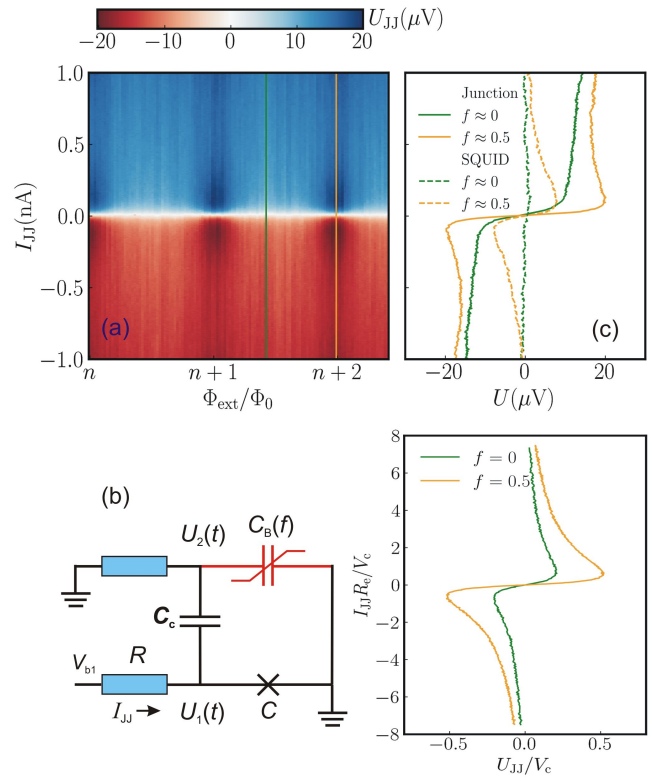 U_JJ(μV)
−20 −10 0 10 20
1.0
0.5
0.0
−0.5
−1.0
I_JJ(nA)
(a)
n n + 1 n + 2
Φ_ext/Φ_0
Junction
f ≈ 0
f ≈ 0.5
SQUID
f ≈ 0
f ≈ 0.5
(c)
−20 0 20
U(μV)
(b)
U_2(t) C_B(f)
C_c
V_b1 R
I_JJ → U_1(t) C
8
6
4
2
0
−2
−4
−6
−8
I_JJ R_e/V_c
f = 0
f = 0.5
−0.5 0.0 0.5
U_JJ/V_c